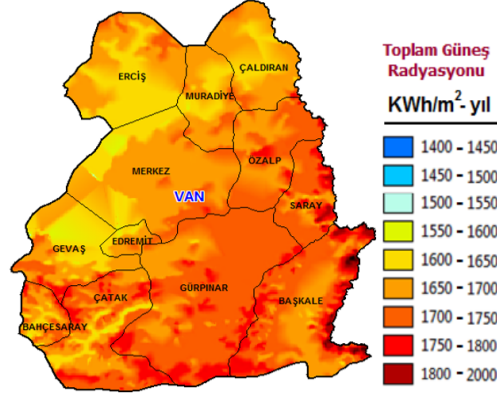 ERCİŞ
ÇALDIRAN
MURADİYE
MERKEZ
ÖZALP
VAN
SARAY
EDREMİT
GEVAŞ
GÜRPINAR
ÇATAK
BAŞKALE
BAHÇESARAY
Toplam Güneş
Radyasyonu
KWh/m²- yıl
1400 - 1450
1450 - 1500
1500 - 1550
1550 - 1600
1600 - 1650
1650 - 1700
1700 - 1750
1750 - 1800
1800 - 2000